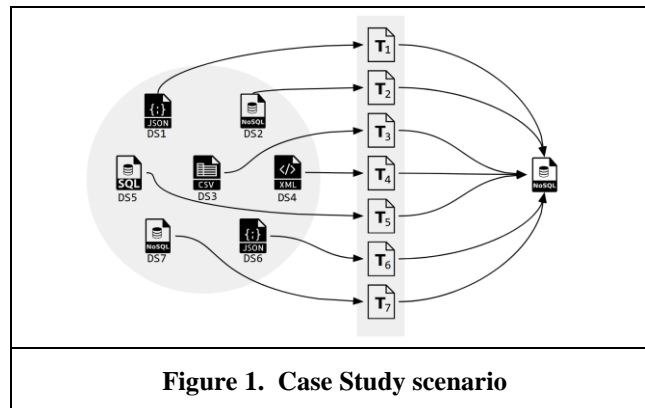 T1
{;}
JSON
DS1
NoSQL
DS2
T2
T3
SQL
DS5
CSV
DS3
</>
XML
DS4
T4
NoSQL
T5
NoSQL
DS7
{;}
JSON
DS6
T6
T7
Figure 1. Case Study scenario